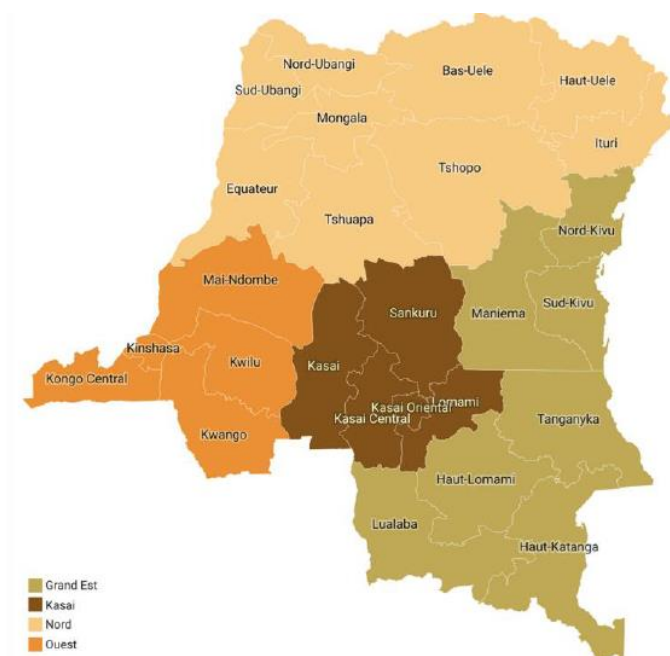 Nord-Ubangi
Bas-Uele
Haut-Uele
Sud-Ubangi
Mongala
Ituri
Tshopo
Equateur
Tshuapa
Nord-Kivu
Mai-Ndombe
Sud-Kivu
Maniema
Sankuru
Kinshasa
Kwilu
Kasai
Kongo Central
Lomami
Kasai Oriental
Kasai Central
Tanganyka
Kwango
Haut-Lomami
Lualaba
Haut-Katanga
Grand Est
Kasai
Nord
Ouest